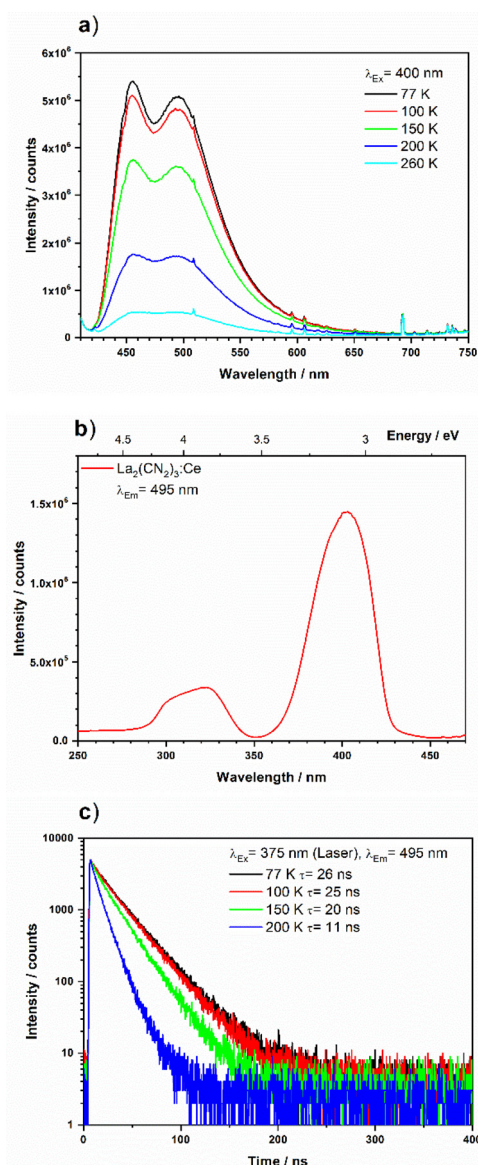 a)
6x10⁶
5x10⁶
4x10⁶
3x10⁶
2x10⁶
1x10⁶
0
Intensity / counts
λEx= 400 nm
77 K
100 K
150 K
200 K
260 K
450 500 550 600 650 700 750
Wavelength / nm
b)
4.5 4 3.5 3 Energy / eV
La₂(CN₂)₃:Ce
λEm= 495 nm
1.5x10⁶
1.0x10⁶
5.0x10⁵
0.0
Intensity / counts
250 300 350 400 450
Wavelength / nm
c)
10000
1000
100
10
1
Intensity / counts
λEx= 375 nm (Laser), λEm= 495 nm
77 K τ= 26 ns
100 K τ= 25 ns
150 K τ= 20 ns
200 K τ= 11 ns
0 100 200 300 400
Time / ns